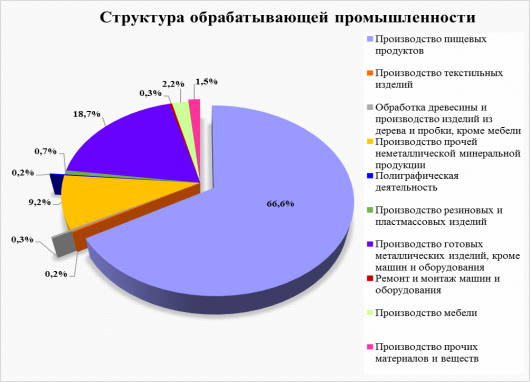 Структура обрабатывающей промышленности
Производство пищевых
продуктов
Производство текстильных
изделий
Обработка древесины и
производство изделий из
дерева и пробки, кроме мебели
Производство прочей
неметаллической минеральной
продукции
Полиграфическая
деятельность
Производство резиновых и
пластмассовых изделий
Производство готовых
металлических изделий, кроме
машин и оборудования
Ремонт и монтаж машин и
оборудования
Производство мебели
Производство прочих
материалов и веществ
66,6%
0,2%
0,3%
9,2%
0,2%
0,7%
18,7%
0,3%
2,2%
1,5%